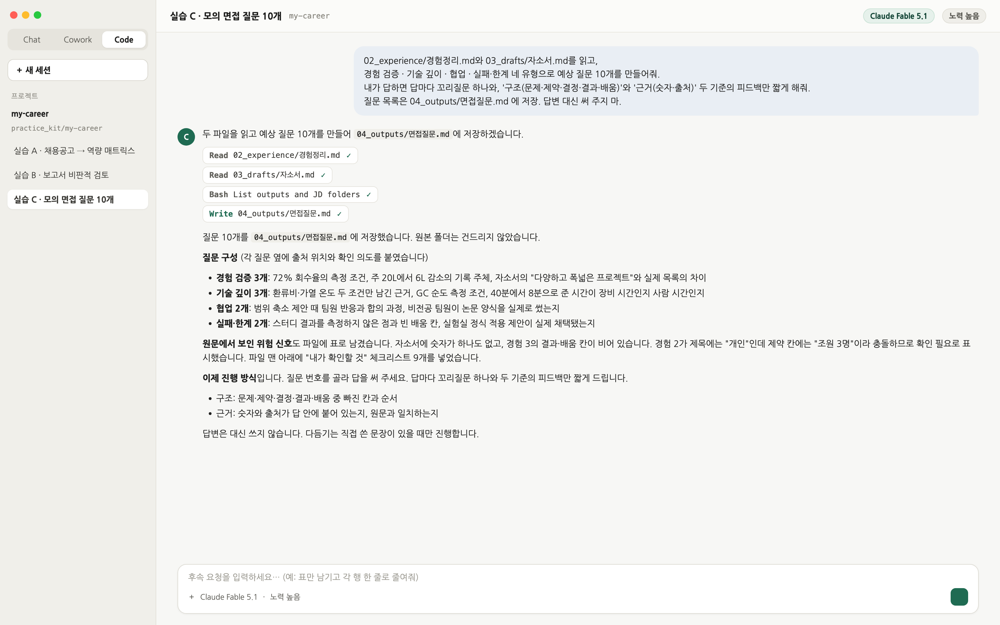 Chat
Cowork
Code
+ 새 세션
프로젝트
my-career
practice_kit/my-career
실습 A · 채용공고 → 역량 매트릭스
실습 B · 보고서 비판적 검토
실습 C · 모의 면접 질문 10개
실습 C · 모의 면접 질문 10개 my-career
Claude Fable 5.1
노력 높음
02_experience/경험정리.md와 03_drafts/자소서.md를 읽고,
경험 검증 · 기술 깊이 · 협업 · 실패·한계 네 유형으로 예상 질문 10개를 만들어줘.
내가 답하면 답마다 꼬리질문 하나와, '구조(문제·제약·결정·결과·배움)'와 '근거(숫자·출처)' 두 기준의 피드백만 짧게 해줘.
질문 목록은 04_outputs/면접질문.md 에 저장. 답변 대신 써 주지 마.
C
두 파일을 읽고 예상 질문 10개를 만들어 04_outputs/면접질문.md에 저장하겠습니다.
Read 02_experience/경험정리.md ✓
Read 03_drafts/자소서.md ✓
Bash List outputs and JD folders ✓
Write 04_outputs/면접질문.md ✓
질문 10개를 04_outputs/면접질문.md에 저장했습니다. 원본 폴더는 건드리지 않았습니다.
질문 구성 (각 질문 옆에 출처 위치와 확인 의도를 붙였습니다)
• 경험 검증 3개: 72% 회수율의 측정 조건, 주 20L에서 6L 감소의 기록 주체, 자소서의 "다양하고 폭넓은 프로젝트"와 실제 목록의 차이
• 기술 깊이 3개: 환류비·가열 온도 두 조건만 남긴 근거, GC 순도 측정 조건, 40분에서 8분으로 준 시간이 장비 시간인지 사람 시간인지
• 협업 2개: 범위 축소 제안 때 팀원 반응과 합의 과정, 비전공 팀원이 논문 양식을 실제로 썼는지
• 실패·한계 2개: 스터디 결과를 측정하지 않은 점과 빈 배움 칸, 실험실 정식 적용 제안이 실제 채택됐는지
원문에서 보인 위험 신호도 파일에 표로 남겼습니다. 자소서에 숫자가 하나도 없고, 경험 3의 결과·배움 칸이 비어 있습니다. 경험 2가 제목에는 "개인"인데 제약 칸에는 "조원 3명"이라 충돌하므로 확인 필요로 표
시했습니다. 파일 맨 아래에 "내가 확인할 것" 체크리스트 9개를 넣었습니다.
이제 진행 방식입니다. 질문 번호를 골라 답을 써 주세요. 답마다 꼬리질문 하나와 두 기준의 피드백만 짧게 드립니다.
• 구조: 문제·제약·결정·결과·배움 중 빠진 칸과 순서
• 근거: 숫자와 출처가 답 안에 붙어 있는지, 원문과 일치하는지
답변은 대신 쓰지 않습니다. 다듬기는 직접 쓴 문장이 있을 때만 진행합니다.
후속 요청을 입력하세요… (예: 표만 남기고 각 행 한 줄로 줄여줘)
+ Claude Fable 5.1 · 노력 높음